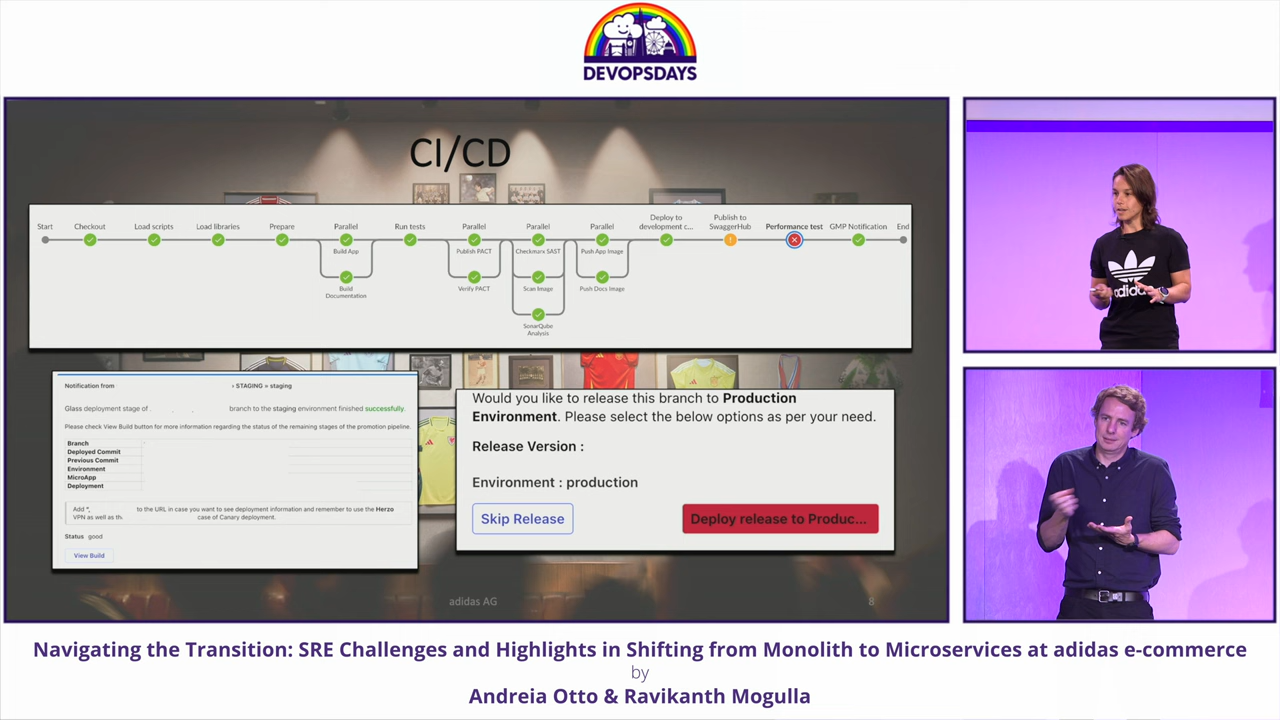 DEVOPSDAYS
CI/CD
Start
Checkout
Load scripts
Load libraries
Prepare
Parallel
Run tests
Parallel
Parallel
Parallel
Deploy to
development c...
Publish to
SwaggerHub
Performance test
GMP Notification
End
Build App
Publish PACT
Checkmarx SAST
Push App Image
Build
Documentation
Verify PACT
Scan Image
Push Docs Image
SonarQube
Analysis
Notification from
› STAGING » staging
Glass deployment stage of
branch to the staging environment finished successfully.
Please check View Build button for more information regarding the status of the remaining stages of the promotion pipeline.
Branch
Deployed Commit
Previous Commit
Environment
MicroApp
Deployment
Add
to the URL in case you want to see deployment information and remember to use the Herzo
VPN as well as
case of Canary deployment.
Status good
View Build
Would you like to release this branch to Production
Environment. Please select the below options as per your need.
Release Version :
Environment : production
Skip Release
Deploy release to Produc...
adidas AG
8
adidas
Navigating the Transition: SRE Challenges and Highlights in Shifting from Monolith to Microservices at adidas e-commerce
by
Andreia Otto & Ravikanth Mogulla